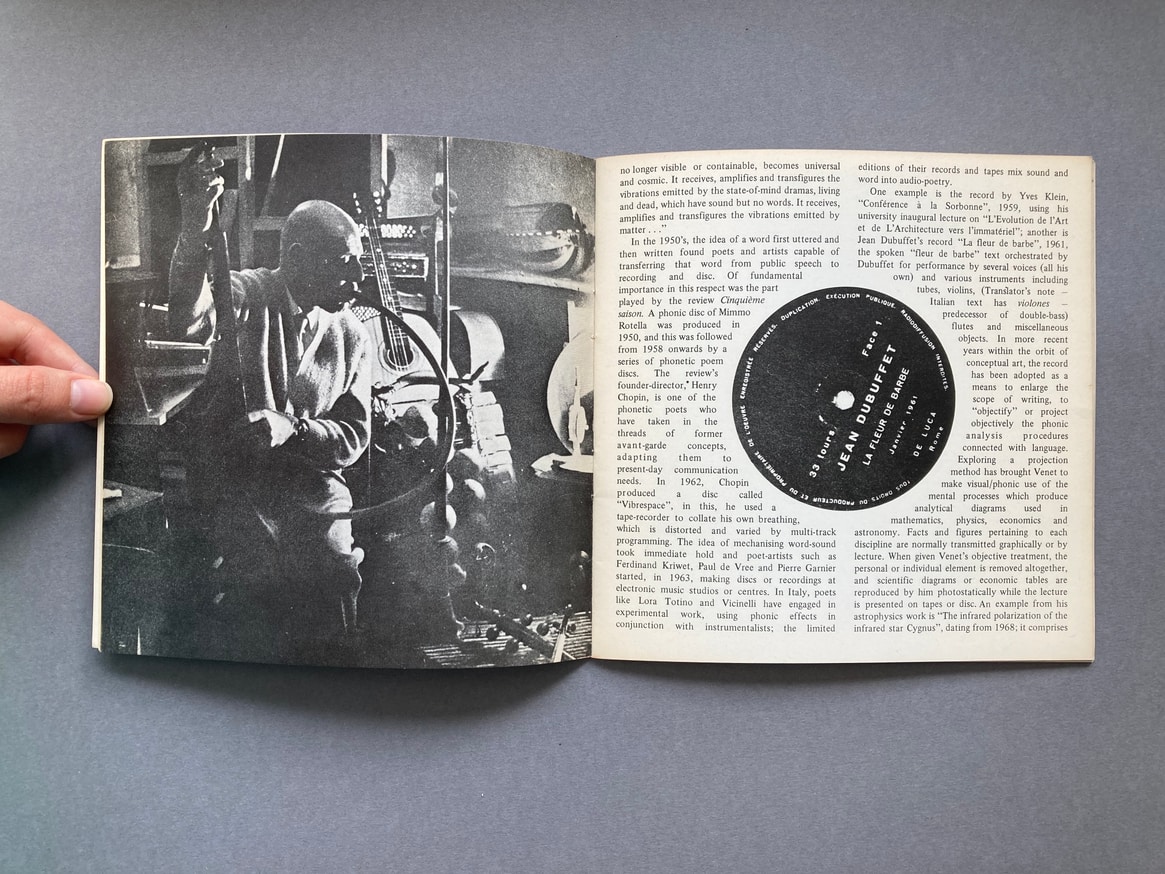 no longer visible or containable, becomes universal
and cosmic. It receives, amplifies and transfigures the
vibrations emitted by the state-of-mind dramas, living
and dead, which have sound but no words. It receives,
amplifies and transfigures the vibrations emitted by
matter . . ."
In the 1950's, the idea of a word first uttered and
then written found poets and artists capable of
transferring that word from public speech to
recording and disc. Of fundamental
importance in this respect was the part
played by the review Cinquième
saison. A phonic disc of Mimmo
Rotella was produced in
1950, and this was followed
from 1958 onwards by a
series of phonetic poem
discs. The review's
founder-director, Henry
Chopin, is one of the
phonetic poets who
have taken in the
threads of former
avant-garde concepts,
adapting them to
present-day communication
needs. In 1962, Chopin
produced a disc called
"Vibrespace", in this, he used a
tape-recorder to collate his own breathing,
which is distorted and varied by multi-track
programming. The idea of mechanising word-sound
took immediate hold and poet-artists such as
Ferdinand Kriwet, Paul de Vree and Pierre Garnier
started, in 1963, making discs or recordings at
electronic music studios or centres. In Italy, poets
like Lora Totino and Vicinelli have engaged in
experimental work, using phonic effects in
conjunction with instrumentalists; the limited
editions of their records and tapes mix sound and
word into audio-poetry.
One example is the record by Yves Klein,
"Conférence à la Sorbonne", 1959, using his
university inaugural lecture on "L'Evolution de l'Art
et de L'Architecture vers l'immatériel"; another is
Jean Dubuffet's record "La fleur de barbe", 1961,
the spoken "fleur de barbe" text orchestrated by
Dubuffet for performance by several voices (all his
own) and various instruments including
tubes, violins, (Translator's note –
Italian text has violones –
predecessor of double-bass)
flutes and miscellaneous
objects. In more recent
years within the orbit of
conceptual art, the record
has been adopted as a
means to enlarge the
scope of writing, to
"objectify" or project
objectively the phonic
analysis procedures
connected with language.
Exploring a projection
method has brought Venet to
make visual/phonic use of the
mental processes which produce
analytical diagrams used in
mathematics, physics, economics and
astronomy. Facts and figures pertaining to each
discipline are normally transmitted graphically or by
lecture. When given Venet's objective treatment, the
personal or individual element is removed altogether,
and scientific diagrams or economic tables are
reproduced by him photostatically while the lecture
is presented on tapes or disc. An example from his
astrophysics work is "The infrared polarization of the
infrared star Cygnus", dating from 1968; it comprises
TOUS DROITS DU PRODUCTEUR ET DU PROPRIÉTAIRE DE L'OEUVRE ENREGISTRÉE RÉSERVÉS. DUPLICATION. EXÉCUTION PUBLIQUE. RADIODIFFUSION INTERDITES.
33 tours Face 1
JEAN DUBUFFET
LA FLEUR DE BARBE
Janvier 1961
DE LUCA
Rome